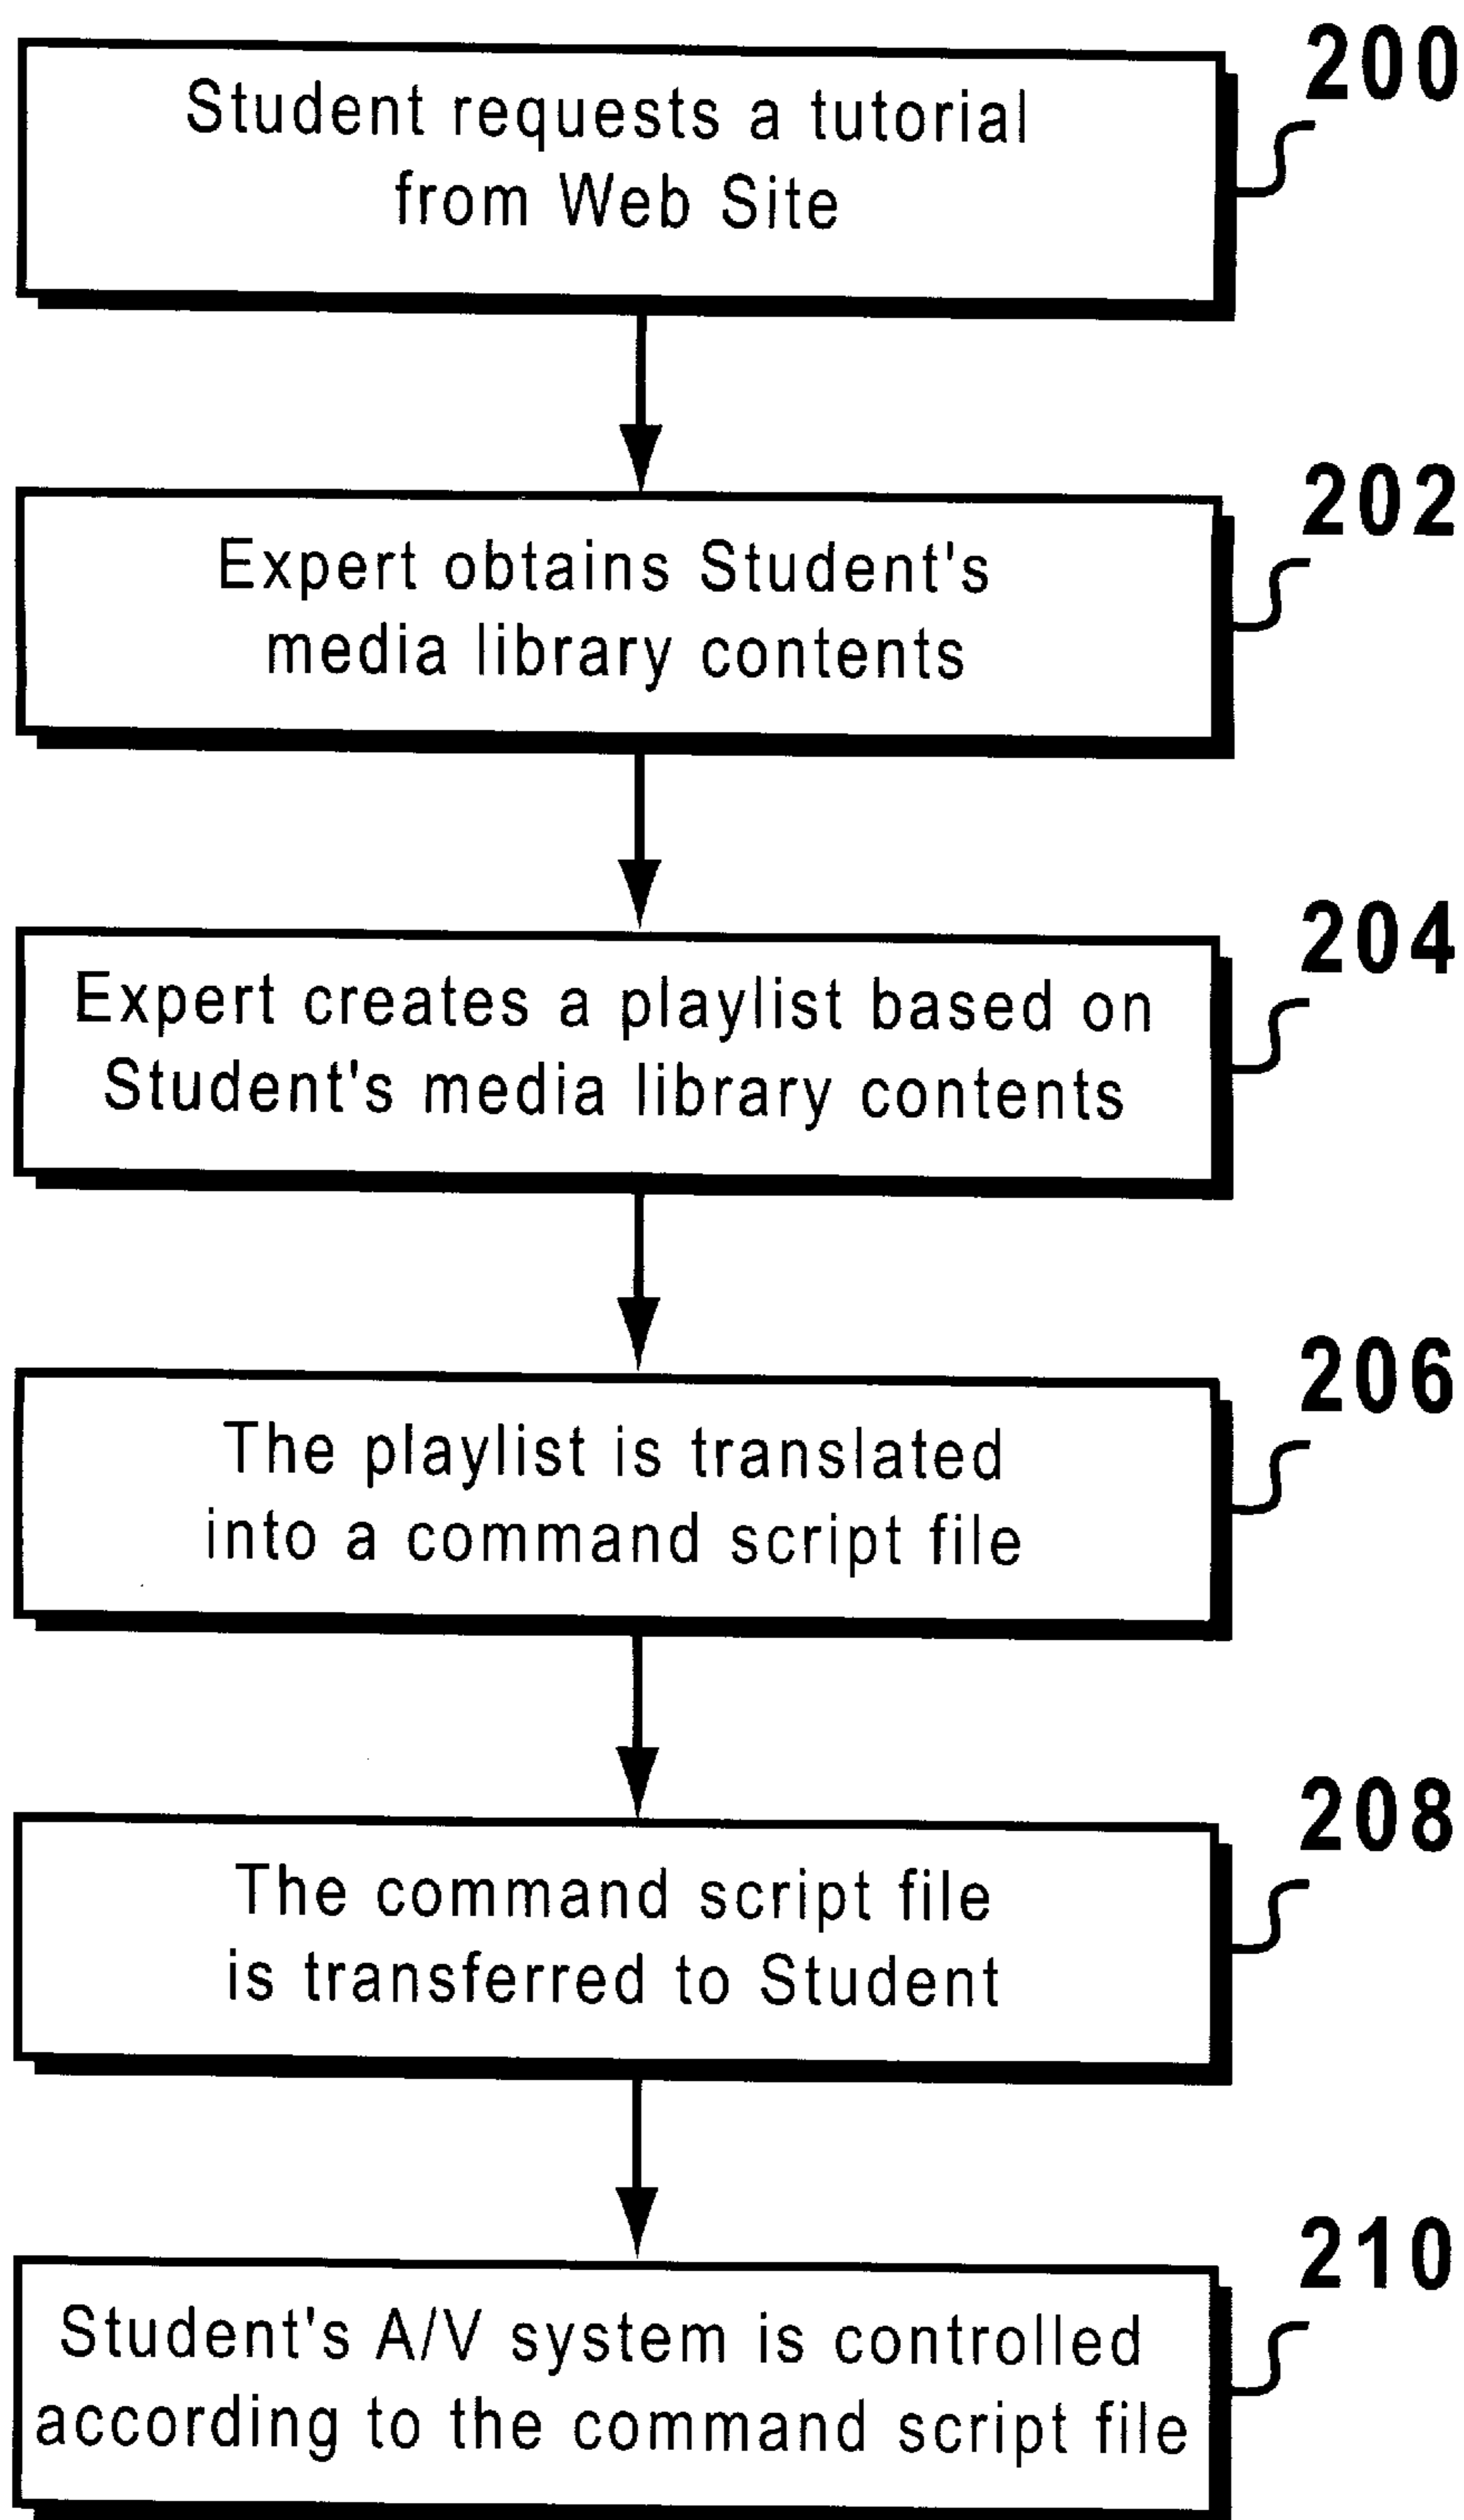 200
Student requests a tutorial
from Web Site
202
Expert obtains Student's
media library contents
204
Expert creates a playlist based on
Student's media library contents
206
The playlist is translated
into a command script file
208
The command script file
is transferred to Student
210
Student's A/V system is controlled
according to the command script file